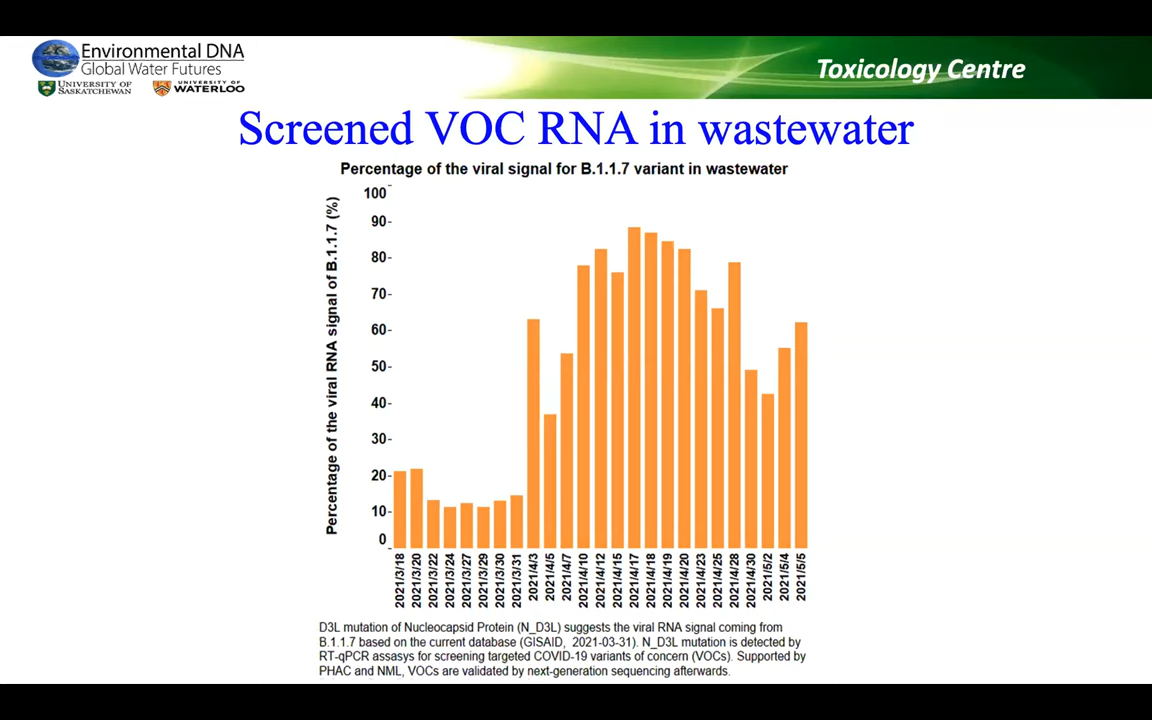 Environmental DNA
Global Water Futures
UNIVERSITY OF
SASKATCHEWAN
UNIVERSITY OF
WATERLOO
Toxicology Centre
Screened VOC RNA in wastewater
Percentage of the viral signal for B.1.1.7 variant in wastewater
Percentage of the viral RNA signal of B.1.1.7 (%)
100
90
80
70
60
50
40
30
20
10
0
2021/3/18
2021/3/20
2021/3/22
2021/3/24
2021/3/27
2021/3/29
2021/3/30
2021/3/31
2021/4/3
2021/4/5
2021/4/7
2021/4/10
2021/4/12
2021/4/15
2021/4/17
2021/4/18
2021/4/19
2021/4/20
2021/4/23
2021/4/25
2021/4/28
2021/4/30
2021/5/2
2021/5/4
2021/5/5
D3L mutation of Nucleocapsid Protein (N_D3L) suggests the viral RNA signal coming from
B.1.1.7 based on the current database (GISAID, 2021-03-31). N_D3L mutation is detected by
RT-qPCR assasys for screening targeted COVID-19 variants of concern (VOCs). Supported by
PHAC and NML, VOCs are validated by next-generation sequencing afterwards.